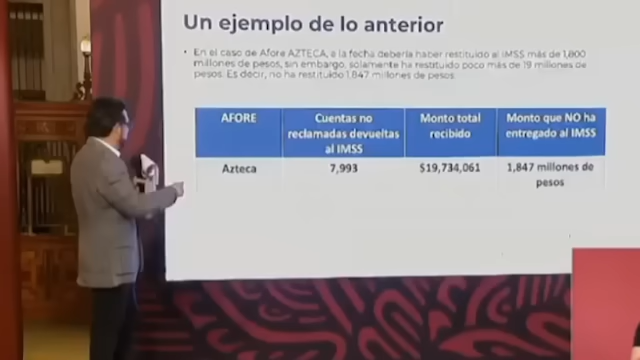 Un ejemplo de lo anterior
• En el caso de Afore AZTECA, a la fecha debería haber restituido al IMSS más de 1,800
millones de pesos, sin embargo, solamente ha restituido poco más de 19 millones de
pesos. Es decir, no ha restituido 1,847 millones de pesos.
AFORE
Cuentas no
reclamadas devueltas
al IMSS
Monto total
recibido
Monto que NO ha
entregado al IMSS
Azteca
7,993
$19,734,061
1,847 millones de
pesos